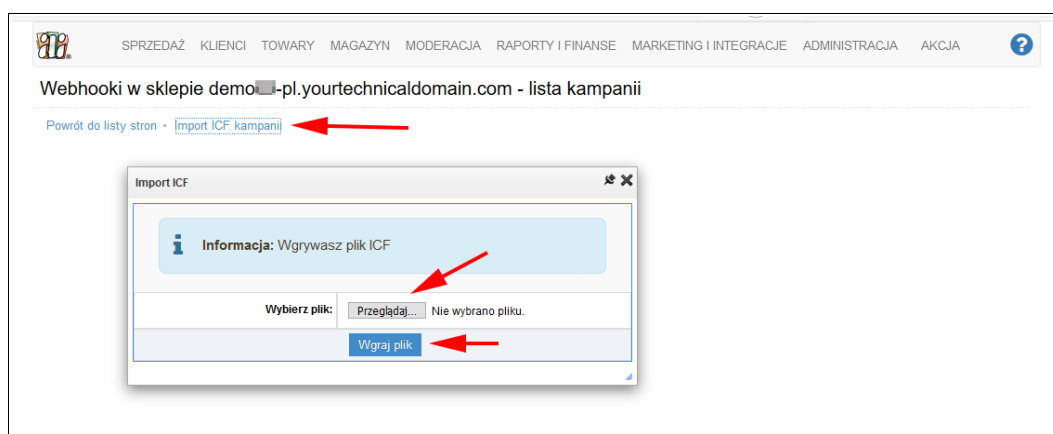 SPRZEDAŻ KLIENCI TOWARY MAGAZYN MODERACJA RAPORTY I FINANSE MARKETING I INTEGRACJE ADMINISTRACJA AKCJA ?
Webhooki w sklepie demo -pl.yourtechnicaldomain.com - lista kampanii
Powrót do listy stron - Import ICF kampanii
Import ICF
Informacja: Wgrywasz plik ICF
Wybierz plik: Przeglądaj... Nie wybrano pliku.
Wgraj plik